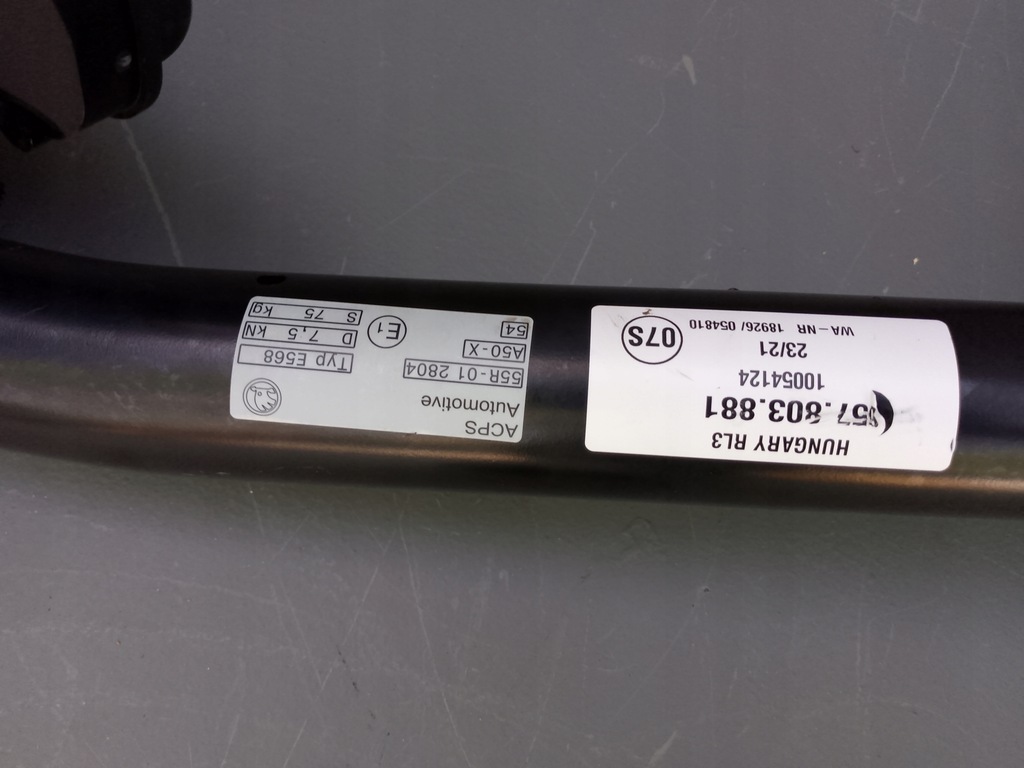 HUNGARY RL3
57.803.881
10054124
23/21
WA-NR 18926/ 054810
07S
ACPS
Automotive
55R-01 2804
A50-X
54
E1
Typ E568
D 7,5 kN
S 75 kg